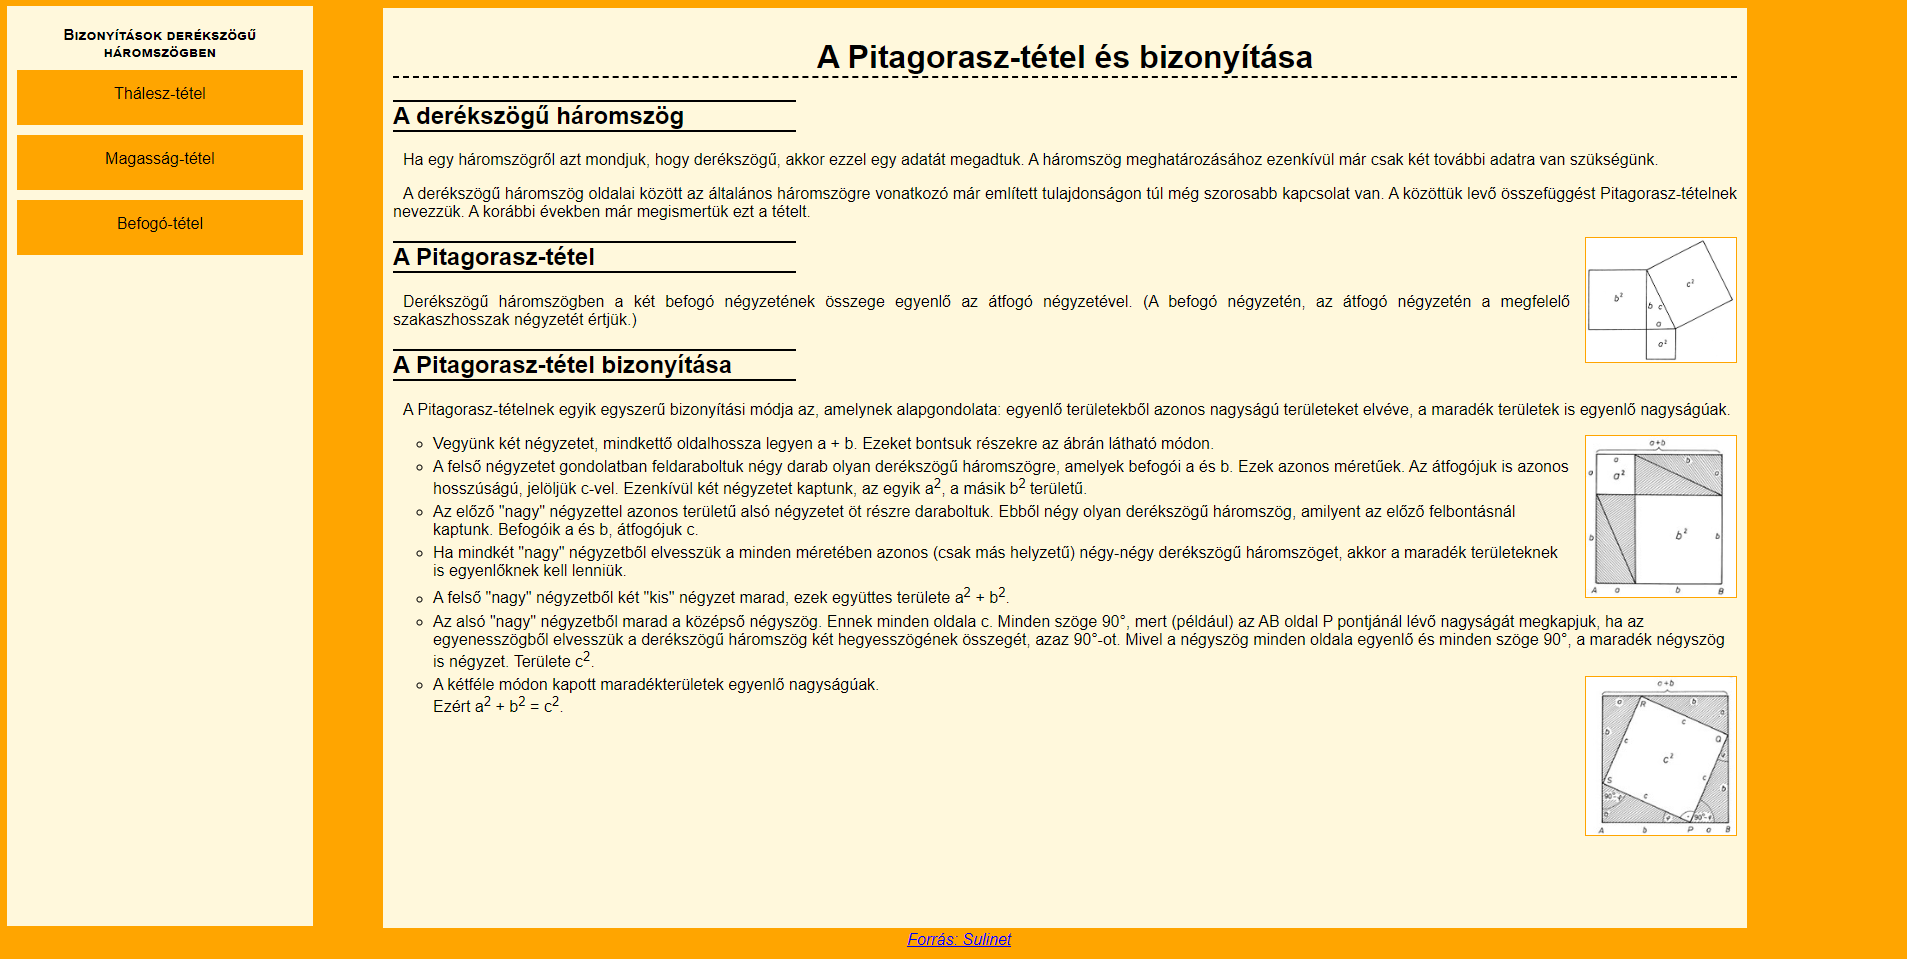 Bizonyítások derékszögű
háromszögben
Thálesz-tétel
Magasság-tétel
Befogó-tétel
A Pitagorasz-tétel és bizonyítása
A derékszögű háromszög
Ha egy háromszögről azt mondjuk, hogy derékszögű, akkor ezzel egy adatát megadtuk. A háromszög meghatározásához ezenkívül már csak két további adatra van szükségünk.
A derékszögű háromszög oldalai között az általános háromszögre vonatkozó már említett tulajdonságon túl még szorosabb kapcsolat van. A közöttük levő összefüggést Pitagorasz-tételnek
nevezzük. A korábbi években már megismertük ezt a tételt.
A Pitagorasz-tétel
Derékszögű háromszögben a két befogó négyzetének összege egyenlő az átfogó négyzetével. (A befogó négyzetén, az átfogó négyzetén a megfelelő
szakaszhosszak négyzetét értjük.)
b²
c²
b c
a
a²
A Pitagorasz-tétel bizonyítása
A Pitagorasz-tételnek egyik egyszerű bizonyítási módja az, amelynek alapgondolata: egyenlő területekből azonos nagyságú területeket elvéve, a maradék területek is egyenlő nagyságúak.
Vegyünk két négyzetet, mindkettő oldalhossza legyen a + b. Ezeket bontsuk részekre az ábrán látható módon.
A felső négyzetet gondolatban feldaraboltuk négy darab olyan derékszögű háromszögre, amelyek befogói a és b. Ezek azonos méretűek. Az átfogójuk is azonos
hosszúságú, jelöljük c-vel. Ezenkívül két négyzetet kaptunk, az egyik a², a másik b² területű.
Az előző "nagy" négyzettel azonos területű alsó négyzetet öt részre daraboltuk. Ebből négy olyan derékszögű háromszög, amilyent az előző felbontásnál
kaptunk. Befogóik a és b, átfogójuk c.
Ha mindkét "nagy" négyzetből elvesszük a minden méretében azonos (csak más helyzetű) négy-négy derékszögű háromszöget, akkor a maradék területeknek
is egyenlőknek kell lenniük.
A felső "nagy" négyzetből két "kis" négyzet marad, ezek együttes területe a² + b².
a+b
a b
a a² a
b b² b
A a b B
Az alsó "nagy" négyzetből marad a középső négyszög. Ennek minden oldala c. Minden szöge 90°, mert (például) az AB oldal P pontjánál lévő nagyságát megkapjuk, ha az
egyenesszögből elvesszük a derékszögű háromszög két hegyesszögének összegét, azaz 90°-ot. Mivel a négyszög minden oldala egyenlő és minden szöge 90°, a maradék négyszög
is négyzet. Területe c².
A kétféle módon kapott maradékterületek egyenlő nagyságúak.
Ezért a² + b² = c².
a b
R a
c
b c Q
c²
S c b
c
A b P a B
Forrás: Sulinet